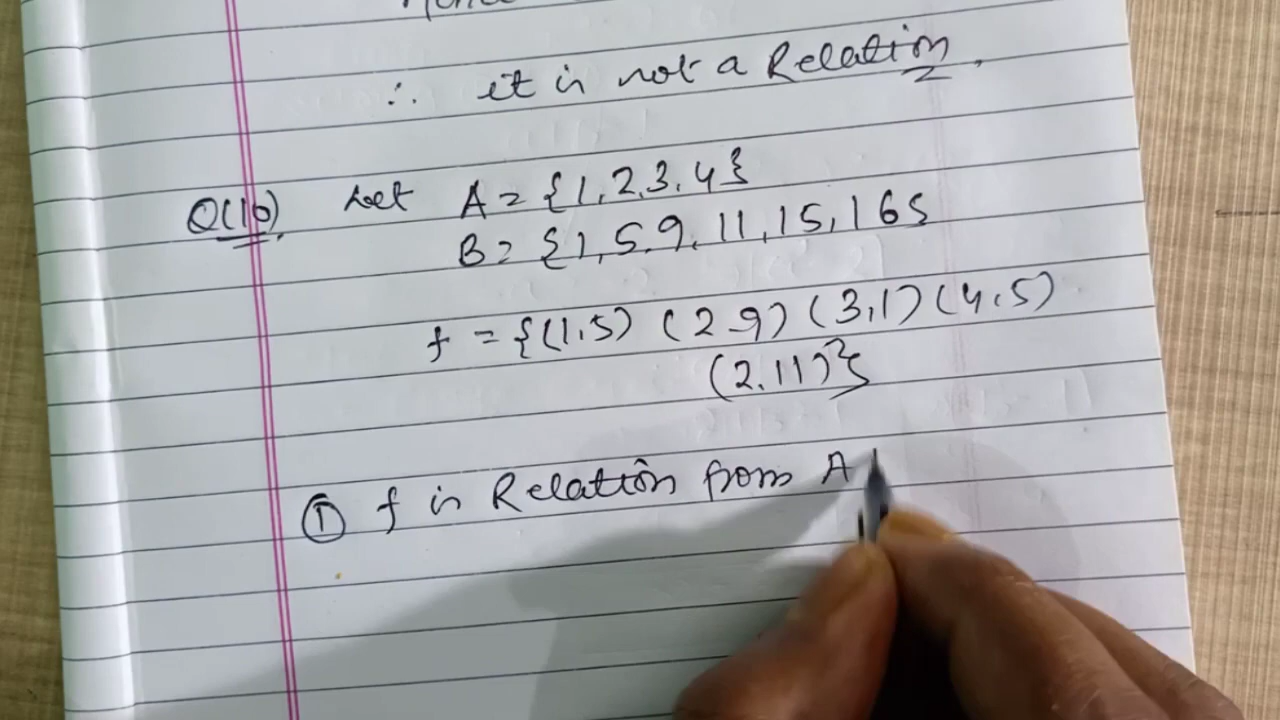 ∴ it is not a Relation.
Q(10). Let A = {1, 2, 3, 4}
B = {1, 5, 9, 11, 15, 16}
f = {(1,5) (2,9) (3,1) (4,5)
(2,11)}
① f is Relation from A